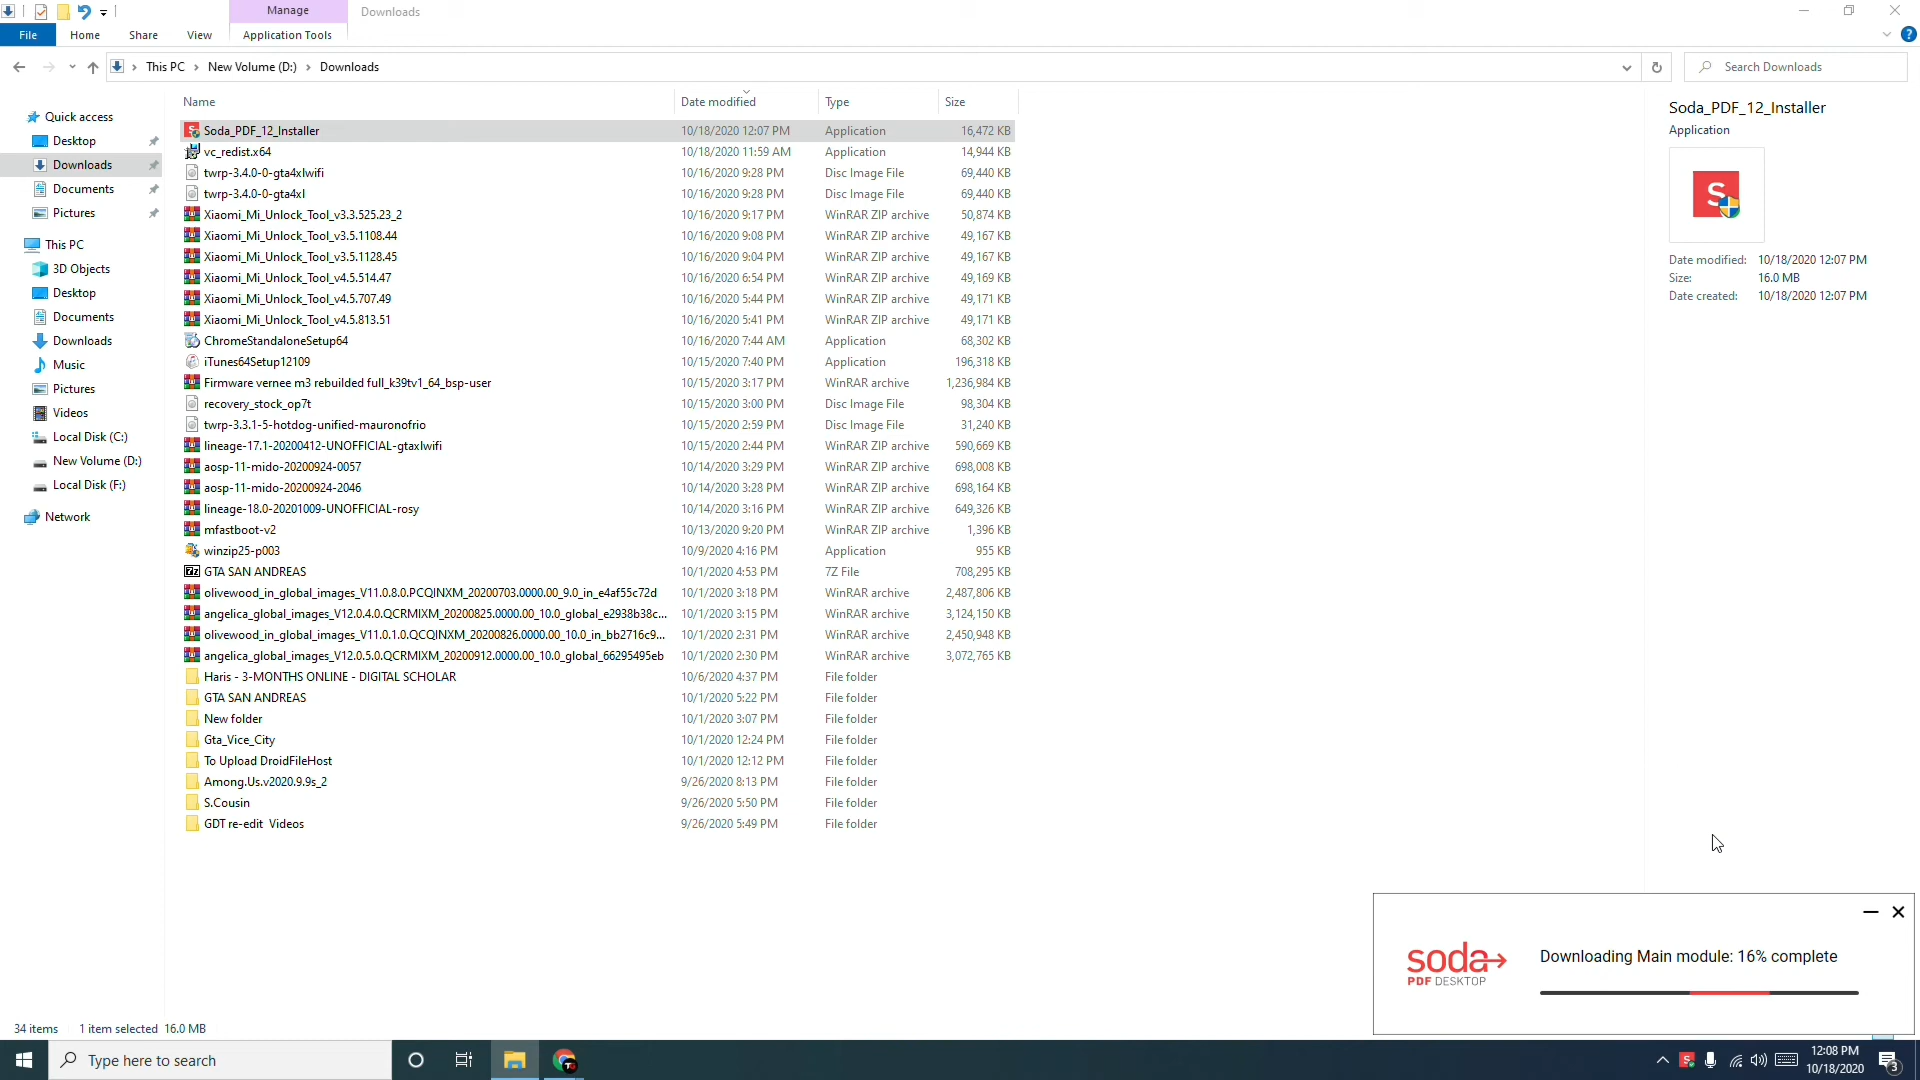 Manage
Downloads
File
Home
Share
View
Application Tools
This PC
New Volume (D:)
Downloads
Search Downloads
Quick access
Desktop
Downloads
Documents
Pictures
This PC
3D Objects
Desktop
Documents
Downloads
Music
Pictures
Videos
Local Disk (C:)
New Volume (D:)
Local Disk (F:)
Network
Name Date modified Type Size
Soda_PDF_12_Installer 10/18/2020 12:07 PM Application 16,472 KB
vc_redist.x64 10/18/2020 11:59 AM Application 14,944 KB
twrp-3.4.0-0-gta4xlwifi 10/16/2020 9:28 PM Disc Image File 69,440 KB
twrp-3.4.0-0-gta4xl 10/16/2020 9:28 PM Disc Image File 69,440 KB
Xiaomi_Mi_Unlock_Tool_v3.3.525.23_2 10/16/2020 9:17 PM WinRAR ZIP archive 50,874 KB
Xiaomi_Mi_Unlock_Tool_v3.5.1108.44 10/16/2020 9:08 PM WinRAR ZIP archive 49,167 KB
Xiaomi_Mi_Unlock_Tool_v3.5.1128.45 10/16/2020 9:04 PM WinRAR ZIP archive 49,167 KB
Xiaomi_Mi_Unlock_Tool_v4.5.514.47 10/16/2020 6:54 PM WinRAR ZIP archive 49,169 KB
Xiaomi_Mi_Unlock_Tool_v4.5.707.49 10/16/2020 5:44 PM WinRAR ZIP archive 49,171 KB
Xiaomi_Mi_Unlock_Tool_v4.5.813.51 10/16/2020 5:41 PM WinRAR ZIP archive 49,171 KB
ChromeStandaloneSetup64 10/16/2020 7:44 AM Application 68,302 KB
iTunes64Setup12109 10/15/2020 7:40 PM Application 196,318 KB
Firmware vernee m3 rebuilded full_k39tv1_64_bsp-user 10/15/2020 3:17 PM WinRAR archive 1,236,984 KB
recovery_stock_op7t 10/15/2020 3:00 PM Disc Image File 98,304 KB
twrp-3.3.1-5-hotdog-unified-mauronofrio 10/15/2020 2:59 PM Disc Image File 31,240 KB
lineage-17.1-20200412-UNOFFICIAL-gtaxlwifi 10/15/2020 2:44 PM WinRAR ZIP archive 590,669 KB
aosp-11-mido-20200924-0057 10/14/2020 3:29 PM WinRAR ZIP archive 698,008 KB
aosp-11-mido-20200924-2046 10/14/2020 3:28 PM WinRAR ZIP archive 698,164 KB
lineage-18.0-20201009-UNOFFICIAL-rosy 10/14/2020 3:16 PM WinRAR ZIP archive 649,326 KB
mfastboot-v2 10/13/2020 9:20 PM WinRAR ZIP archive 1,396 KB
winzip25-p003 10/9/2020 4:16 PM Application 955 KB
GTA SAN ANDREAS 10/1/2020 4:53 PM 7Z File 708,295 KB
olivewood_in_global_images_V11.0.8.0.PCQINXM_20200703.0000.00_9.0_in_e4af55c72d 10/1/2020 3:18 PM WinRAR archive 2,487,806 KB
angelica_global_images_V12.0.4.0.QCRMIXM_20200825.0000.00_10.0_global_e2938b38c... 10/1/2020 3:15 PM WinRAR archive 3,124,150 KB
olivewood_in_global_images_V11.0.1.0.QCQINXM_20200826.0000.00_10.0_in_bb2716c9... 10/1/2020 2:31 PM WinRAR archive 2,450,948 KB
angelica_global_images_V12.0.5.0.QCRMIXM_20200912.0000.00_10.0_global_66295495eb 10/1/2020 2:30 PM WinRAR archive 3,072,765 KB
Haris - 3-MONTHS ONLINE - DIGITAL SCHOLAR 10/6/2020 4:37 PM File folder
GTA SAN ANDREAS 10/1/2020 5:22 PM File folder
New folder 10/1/2020 3:07 PM File folder
Gta_Vice_City 10/1/2020 12:24 PM File folder
To Upload DroidFileHost 10/1/2020 12:12 PM File folder
Among.Us.v2020.9.9s_2 9/26/2020 8:13 PM File folder
S.Cousin 9/26/2020 5:50 PM File folder
GDT re-edit Videos 9/26/2020 5:49 PM File folder
Soda_PDF_12_Installer
Application
S
Date modified: 10/18/2020 12:07 PM
Size: 16.0 MB
Date created: 10/18/2020 12:07 PM
soda
PDF DESKTOP
Downloading Main module: 16% complete
34 items 1 item selected 16.0 MB
Type here to search
12:08 PM
10/18/2020
3